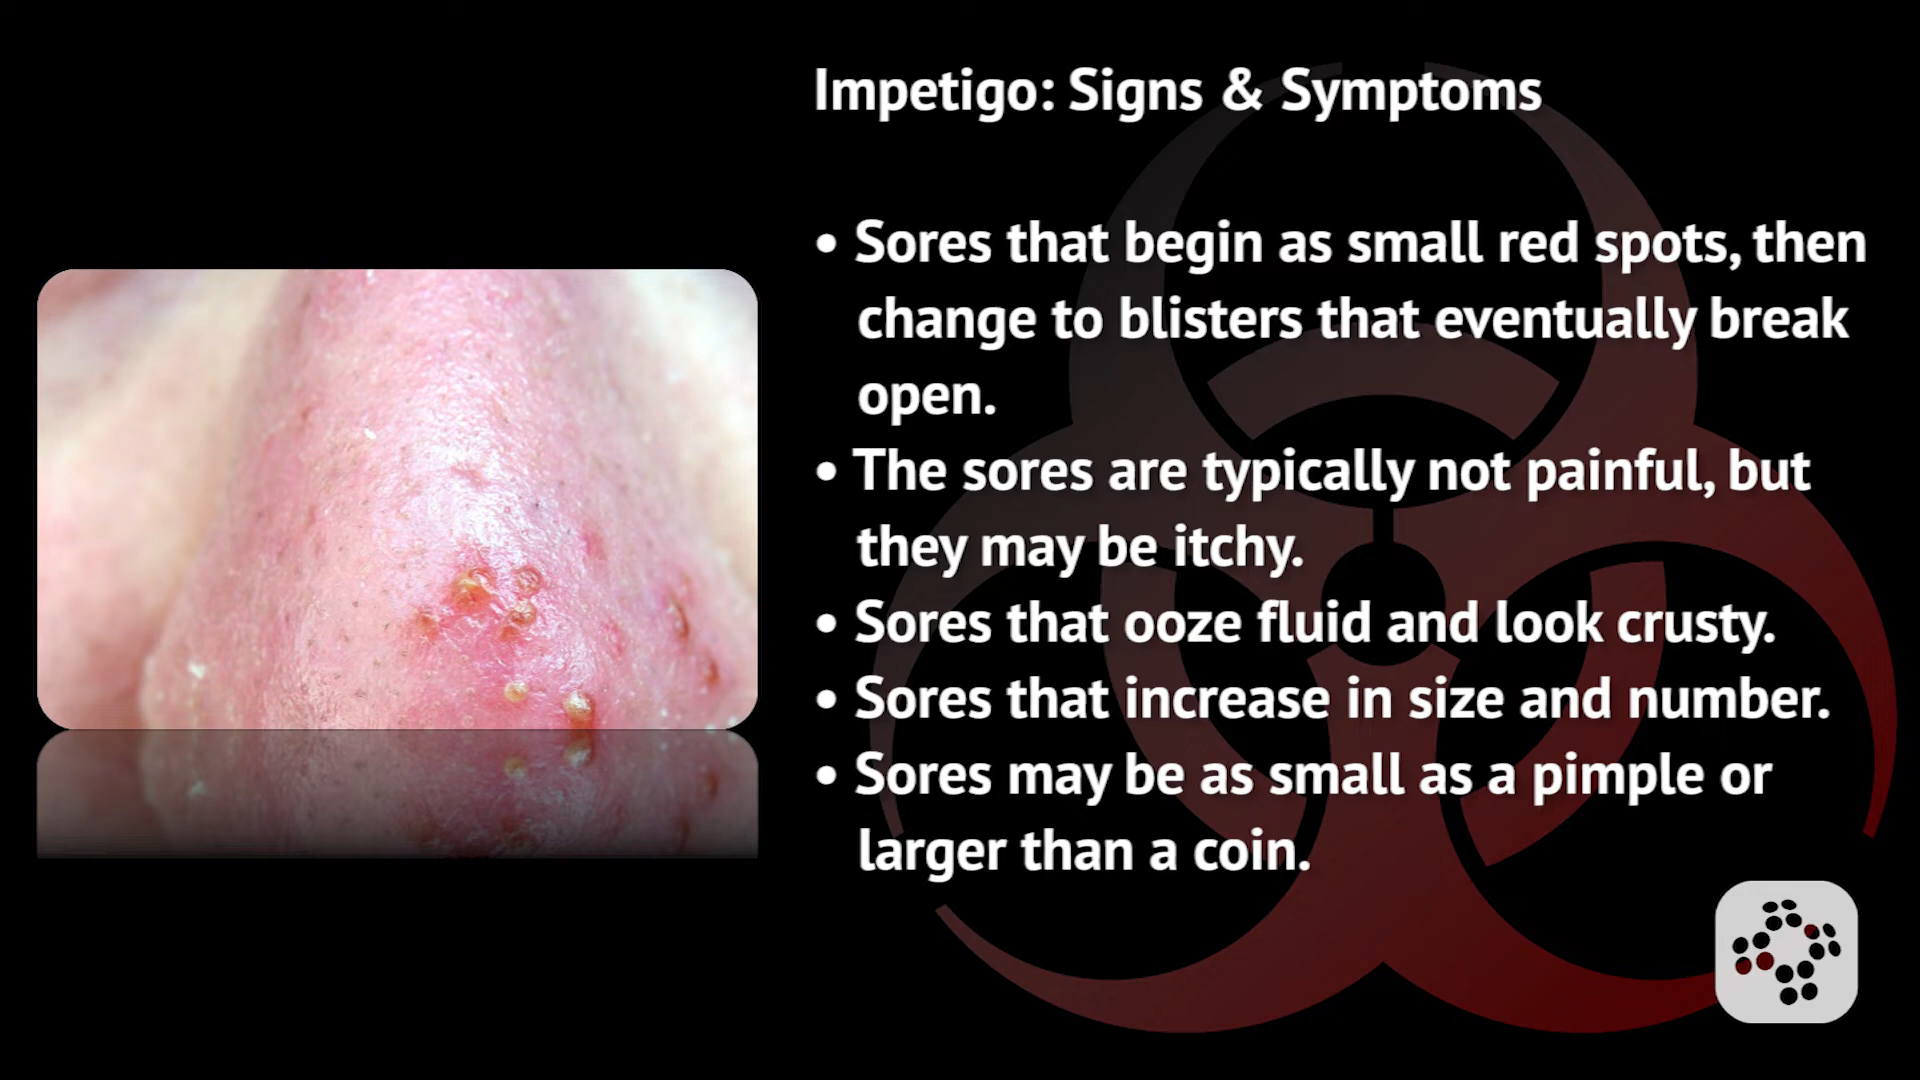 Impetigo: Signs & Symptoms
• Sores that begin as small red spots, then
change to blisters that eventually break
open.
• The sores are typically not painful, but
they may be itchy.
• Sores that ooze fluid and look crusty.
• Sores that increase in size and number.
• Sores may be as small as a pimple or
larger than a coin.